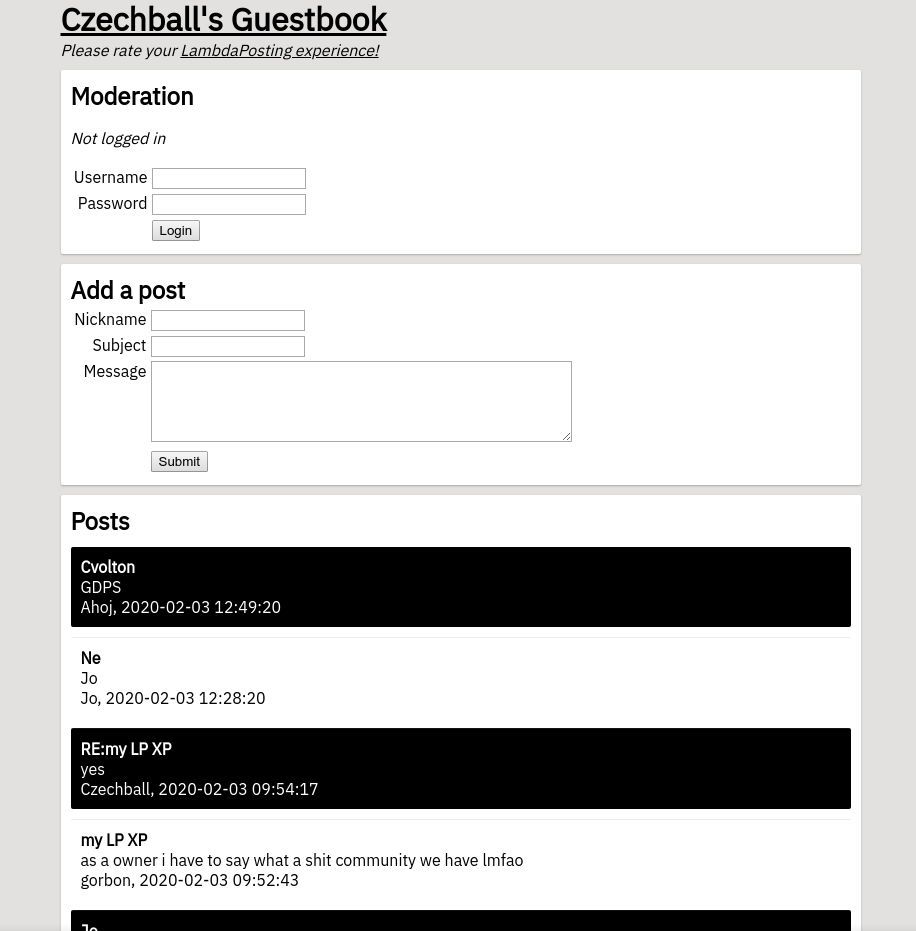 Czechball's Guestbook
Please rate your LambdaPosting experience!
Moderation
Not logged in
Username
Password
Login
Add a post
Nickname
Subject
Message
Submit
Posts
Cvolton
GDPS
Ahoj, 2020-02-03 12:49:20
Ne
Jo
Jo, 2020-02-03 12:28:20
RE:my LP XP
yes
Czechball, 2020-02-03 09:54:17
my LP XP
as a owner i have to say what a shit community we have lmfao
gorbon, 2020-02-03 09:52:43